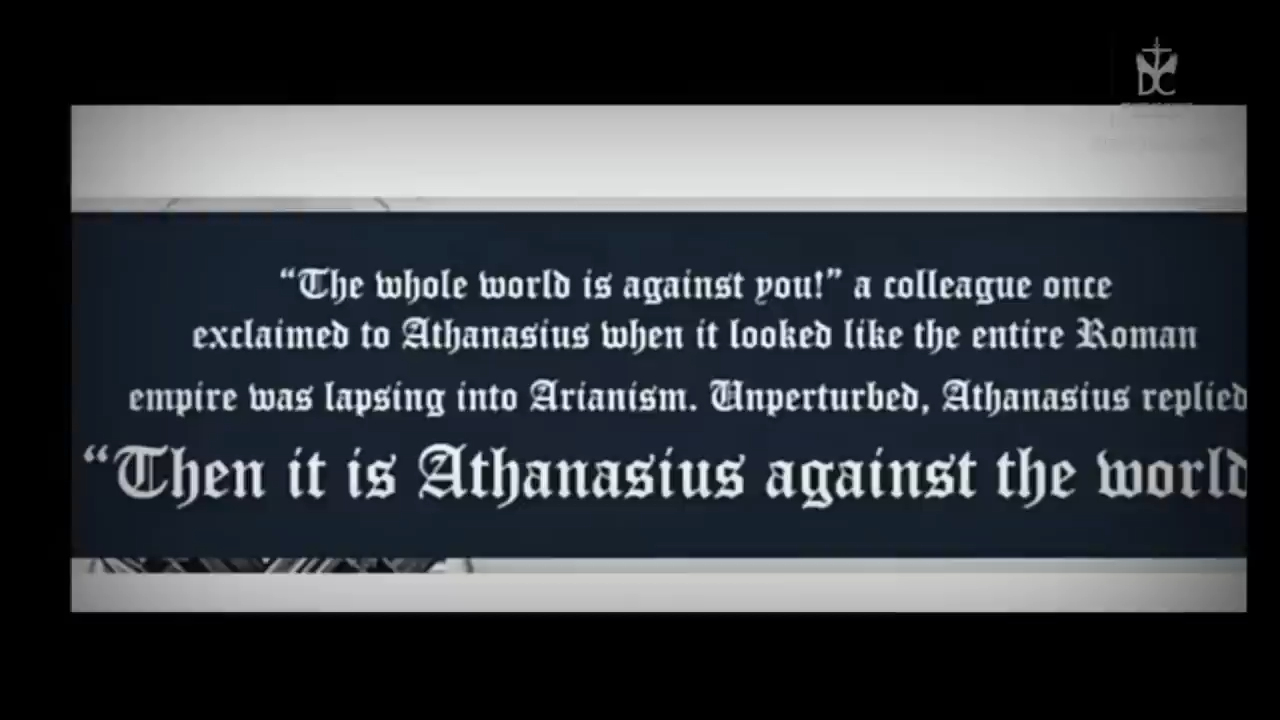 DC
“The whole world is against you!” a colleague once
exclaimed to Athanasius when it looked like the entire Roman
empire was lapsing into Arianism. Unperturbed, Athanasius replied
“Then it is Athanasius against the world